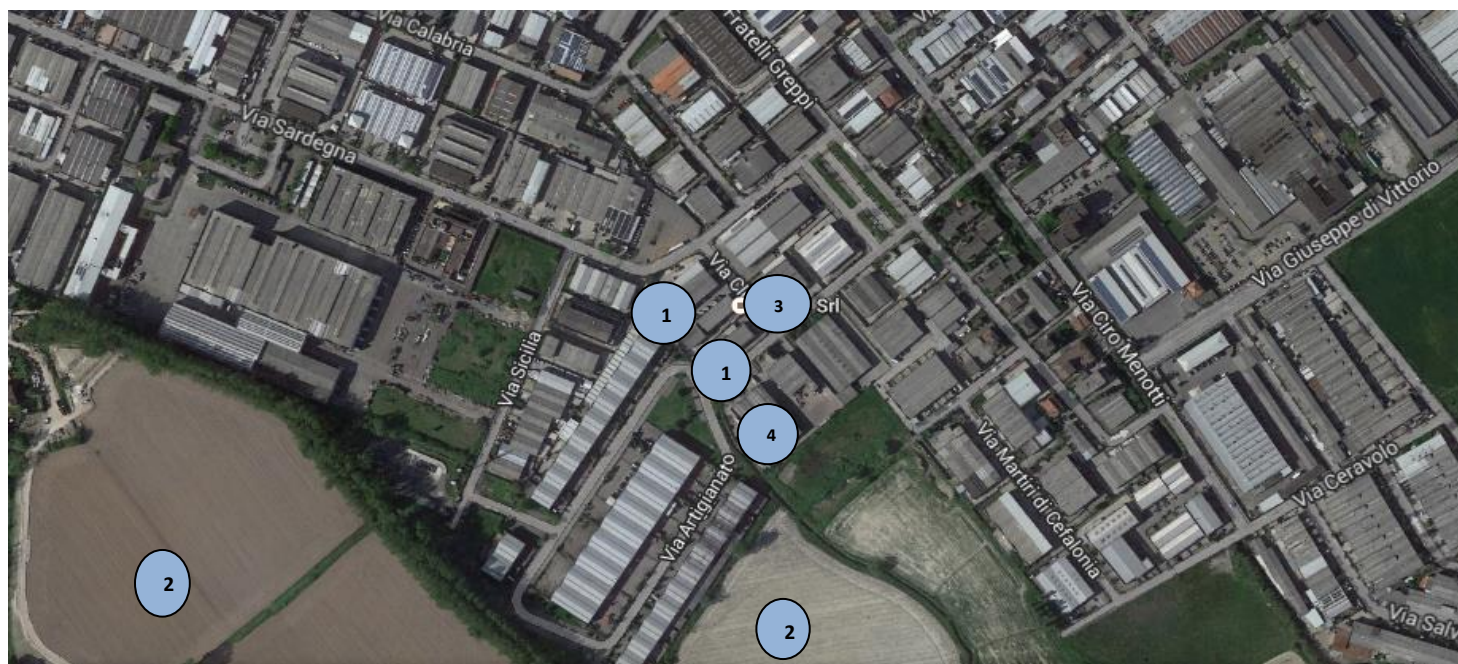 Via Calabria
Fratelli Greppi
Via Sardegna
Via Giuseppe di Vittorio
Via C
3
Srl
1
Via Sicilia
Via Ciro Menotti
1
4
Via Martiri di Cefalonia
Via Ceravolo
Via Artigianato
2
2
Via Salv